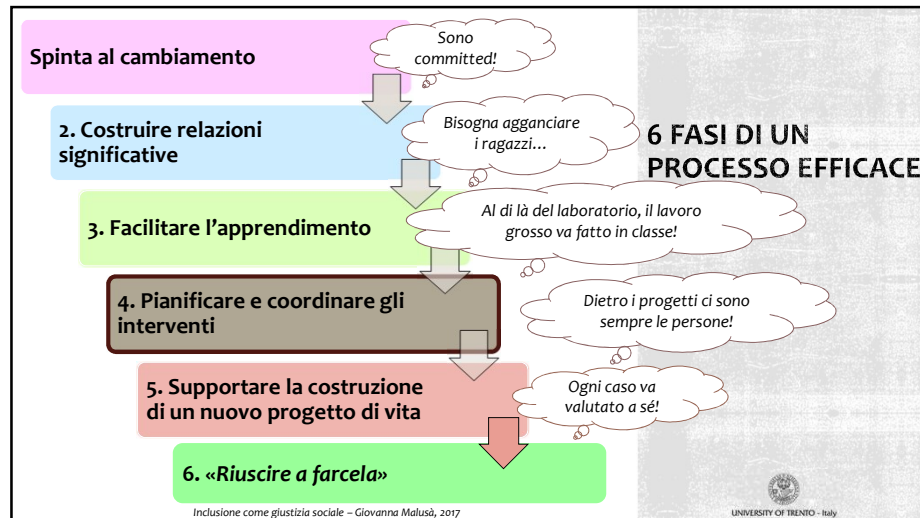 Spinta al cambiamento
Sono
committed!
2. Costruire relazioni
significative
Bisogna agganciare
i ragazzi…
6 FASI DI UN
PROCESSO EFFICACE
3. Facilitare l’apprendimento
Al di là del laboratorio, il lavoro
grosso va fatto in classe!
4. Pianificare e coordinare gli
interventi
Dietro i progetti ci sono
sempre le persone!
5. Supportare la costruzione
di un nuovo progetto di vita
Ogni caso va
valutato a sé!
6. «Riuscire a farcela»
Inclusione come giustizia sociale – Giovanna Malusà, 2017
UNIVERSITY OF TRENTO - Italy